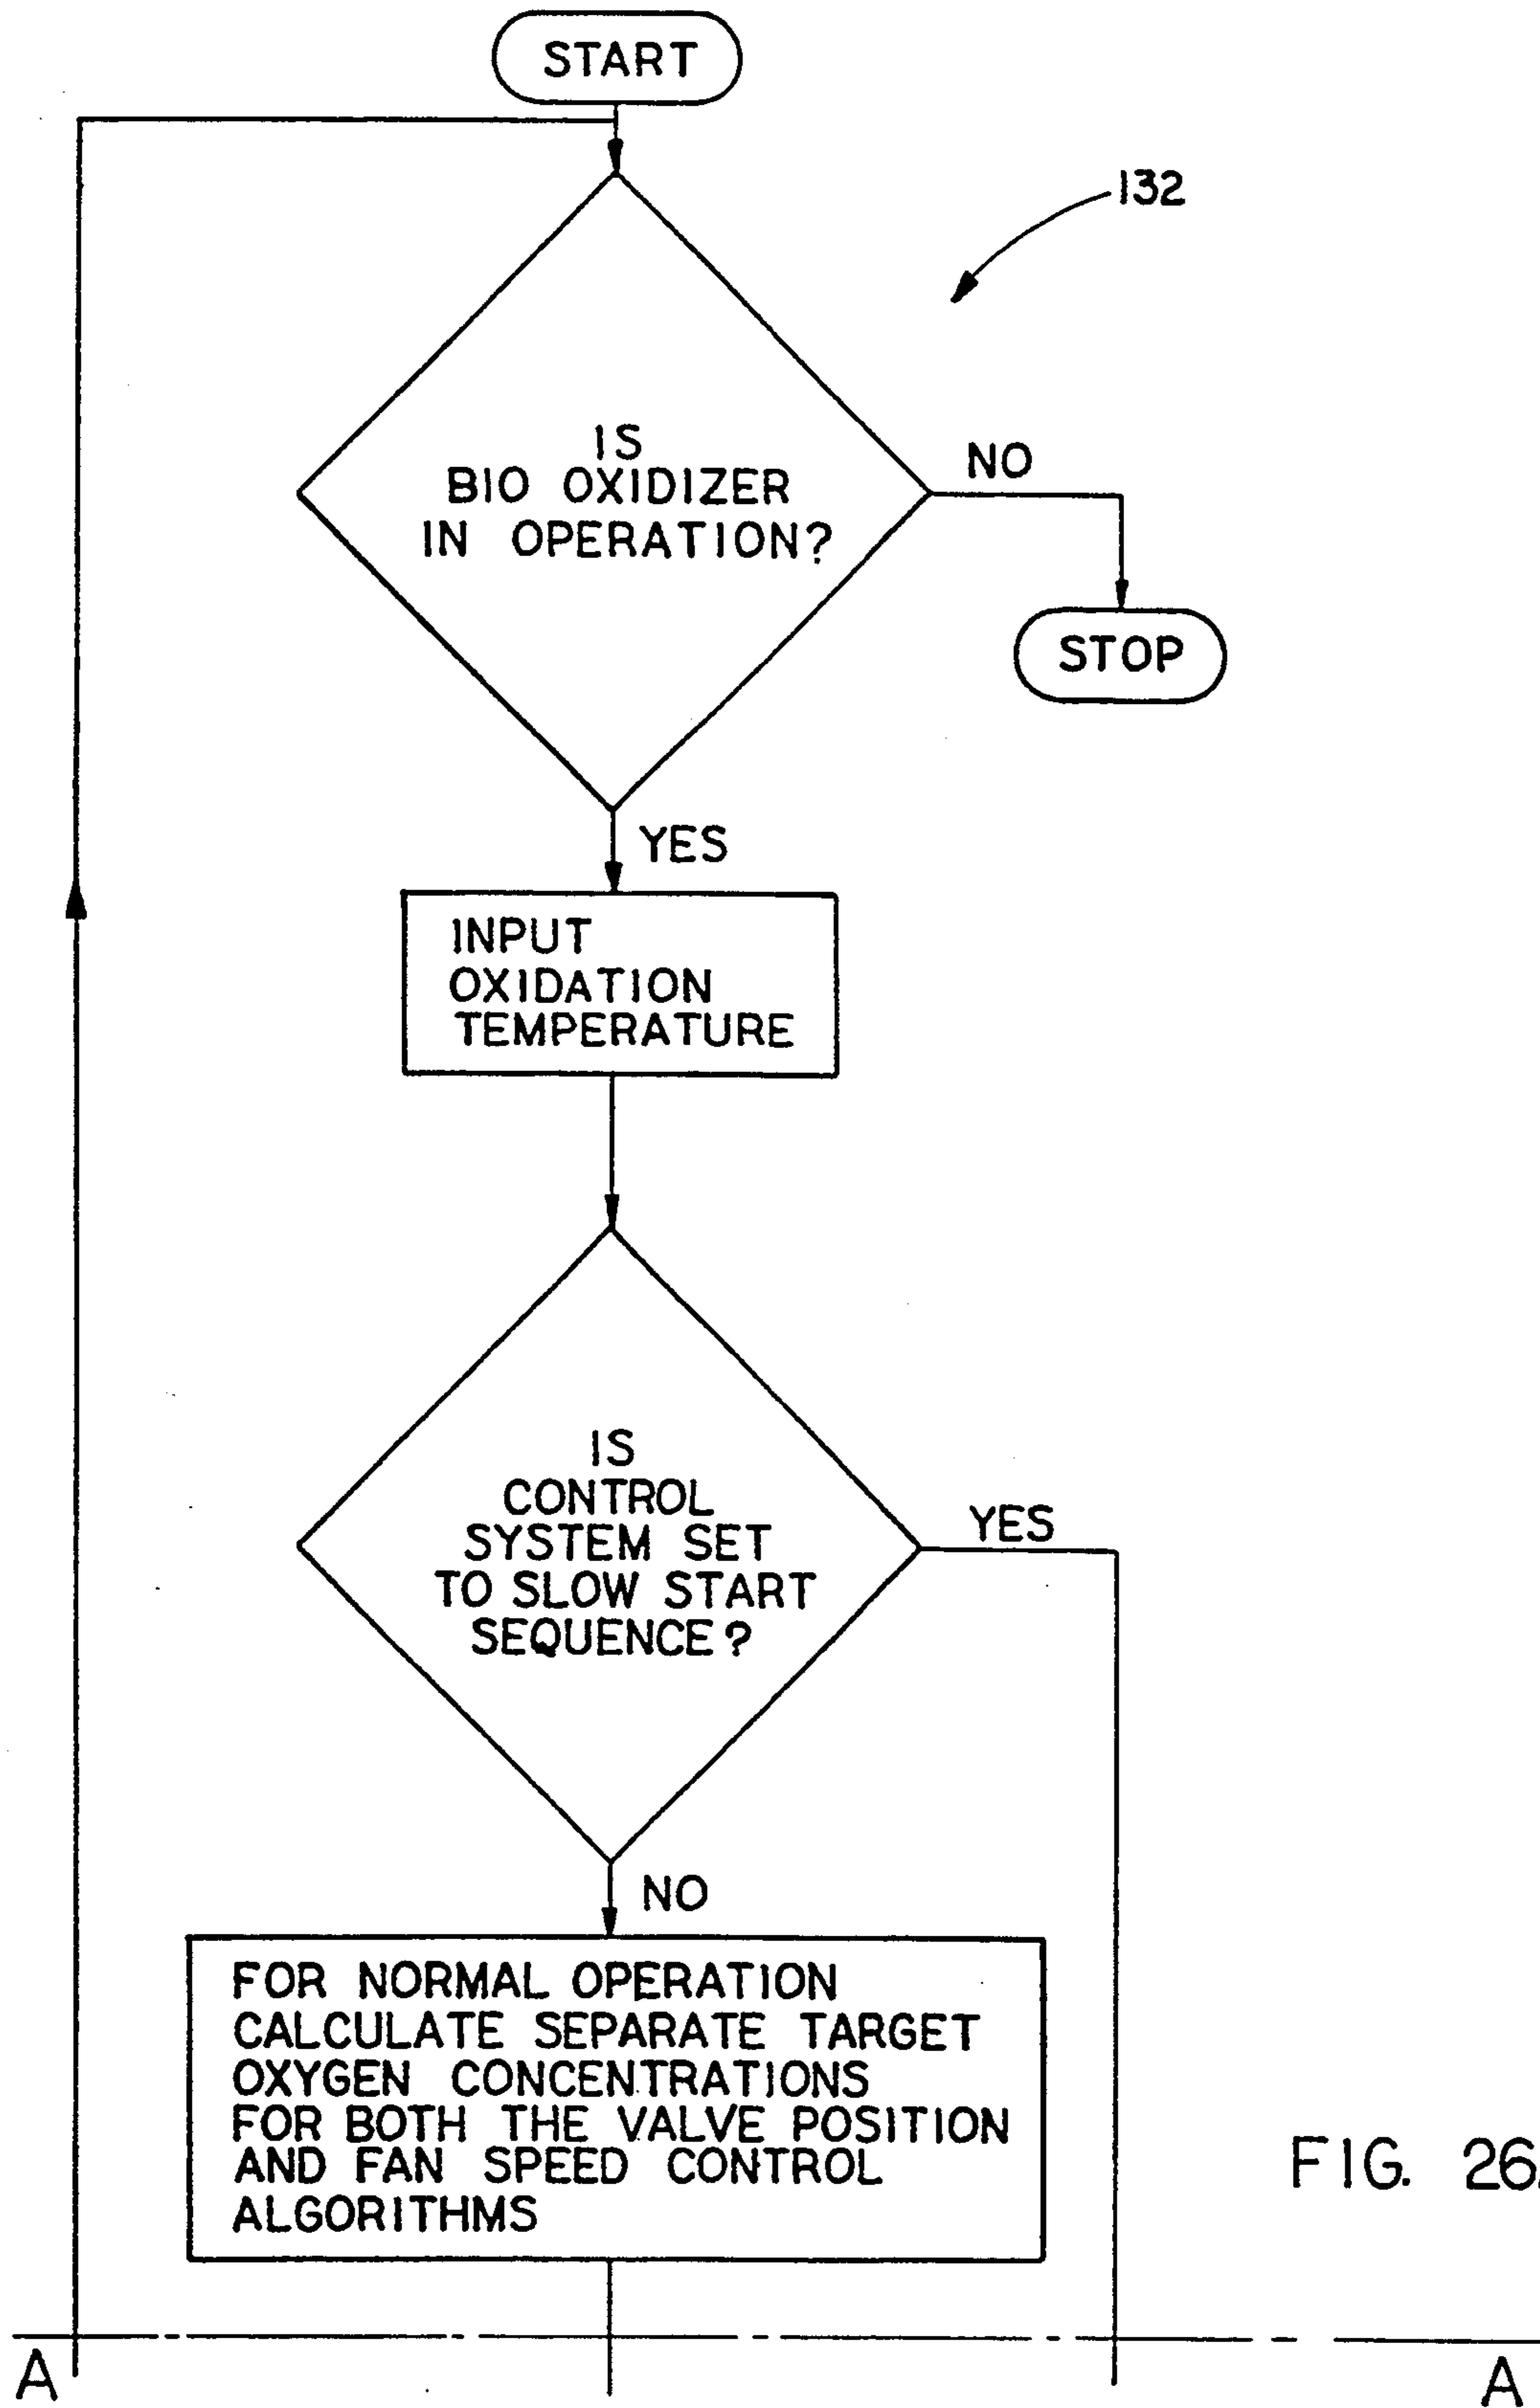 START
132
IS
BIO OXIDIZER
IN OPERATION?
NO
STOP
YES
INPUT
OXIDATION
TEMPERATURE
IS
CONTROL
SYSTEM SET
TO SLOW START
SEQUENCE?
YES
NO
FOR NORMAL OPERATION
CALCULATE SEPARATE TARGET
OXYGEN CONCENTRATIONS
FOR BOTH THE VALVE POSITION
AND FAN SPEED CONTROL
ALGORITHMS
FIG. 26
A
A